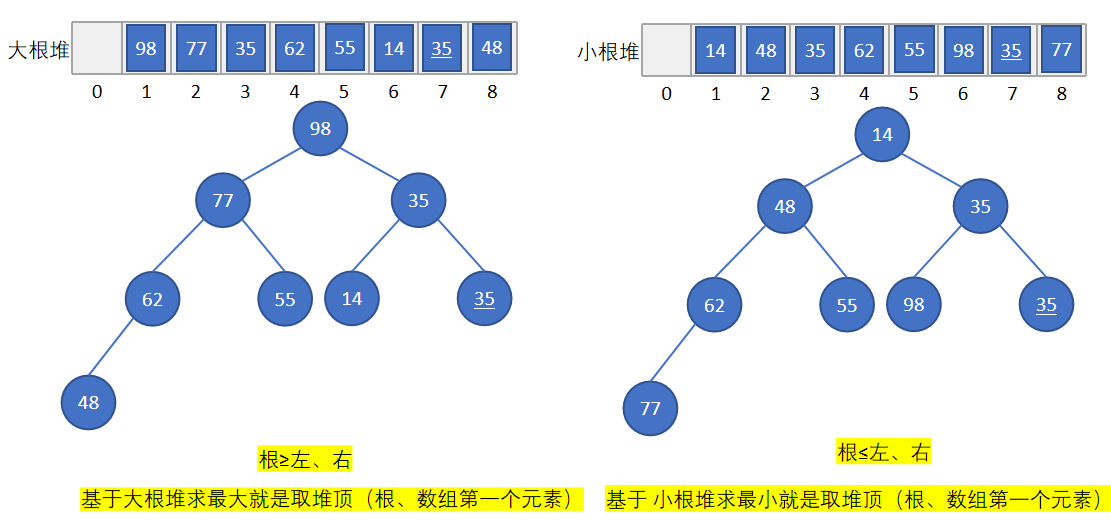 大根堆 98 77 35 62 55 14 35 48
0 1 2 3 4 5 6 7 8
98
77 35
62 55 14 35
48
根≥左、右
基于大根堆求最大就是取堆顶（根、数组第一个元素）
小根堆 14 48 35 62 55 98 35 77
0 1 2 3 4 5 6 7 8
14
48 35
62 55 98 35
77
根≤左、右
基于 小根堆求最小就是取堆顶（根、数组第一个元素）